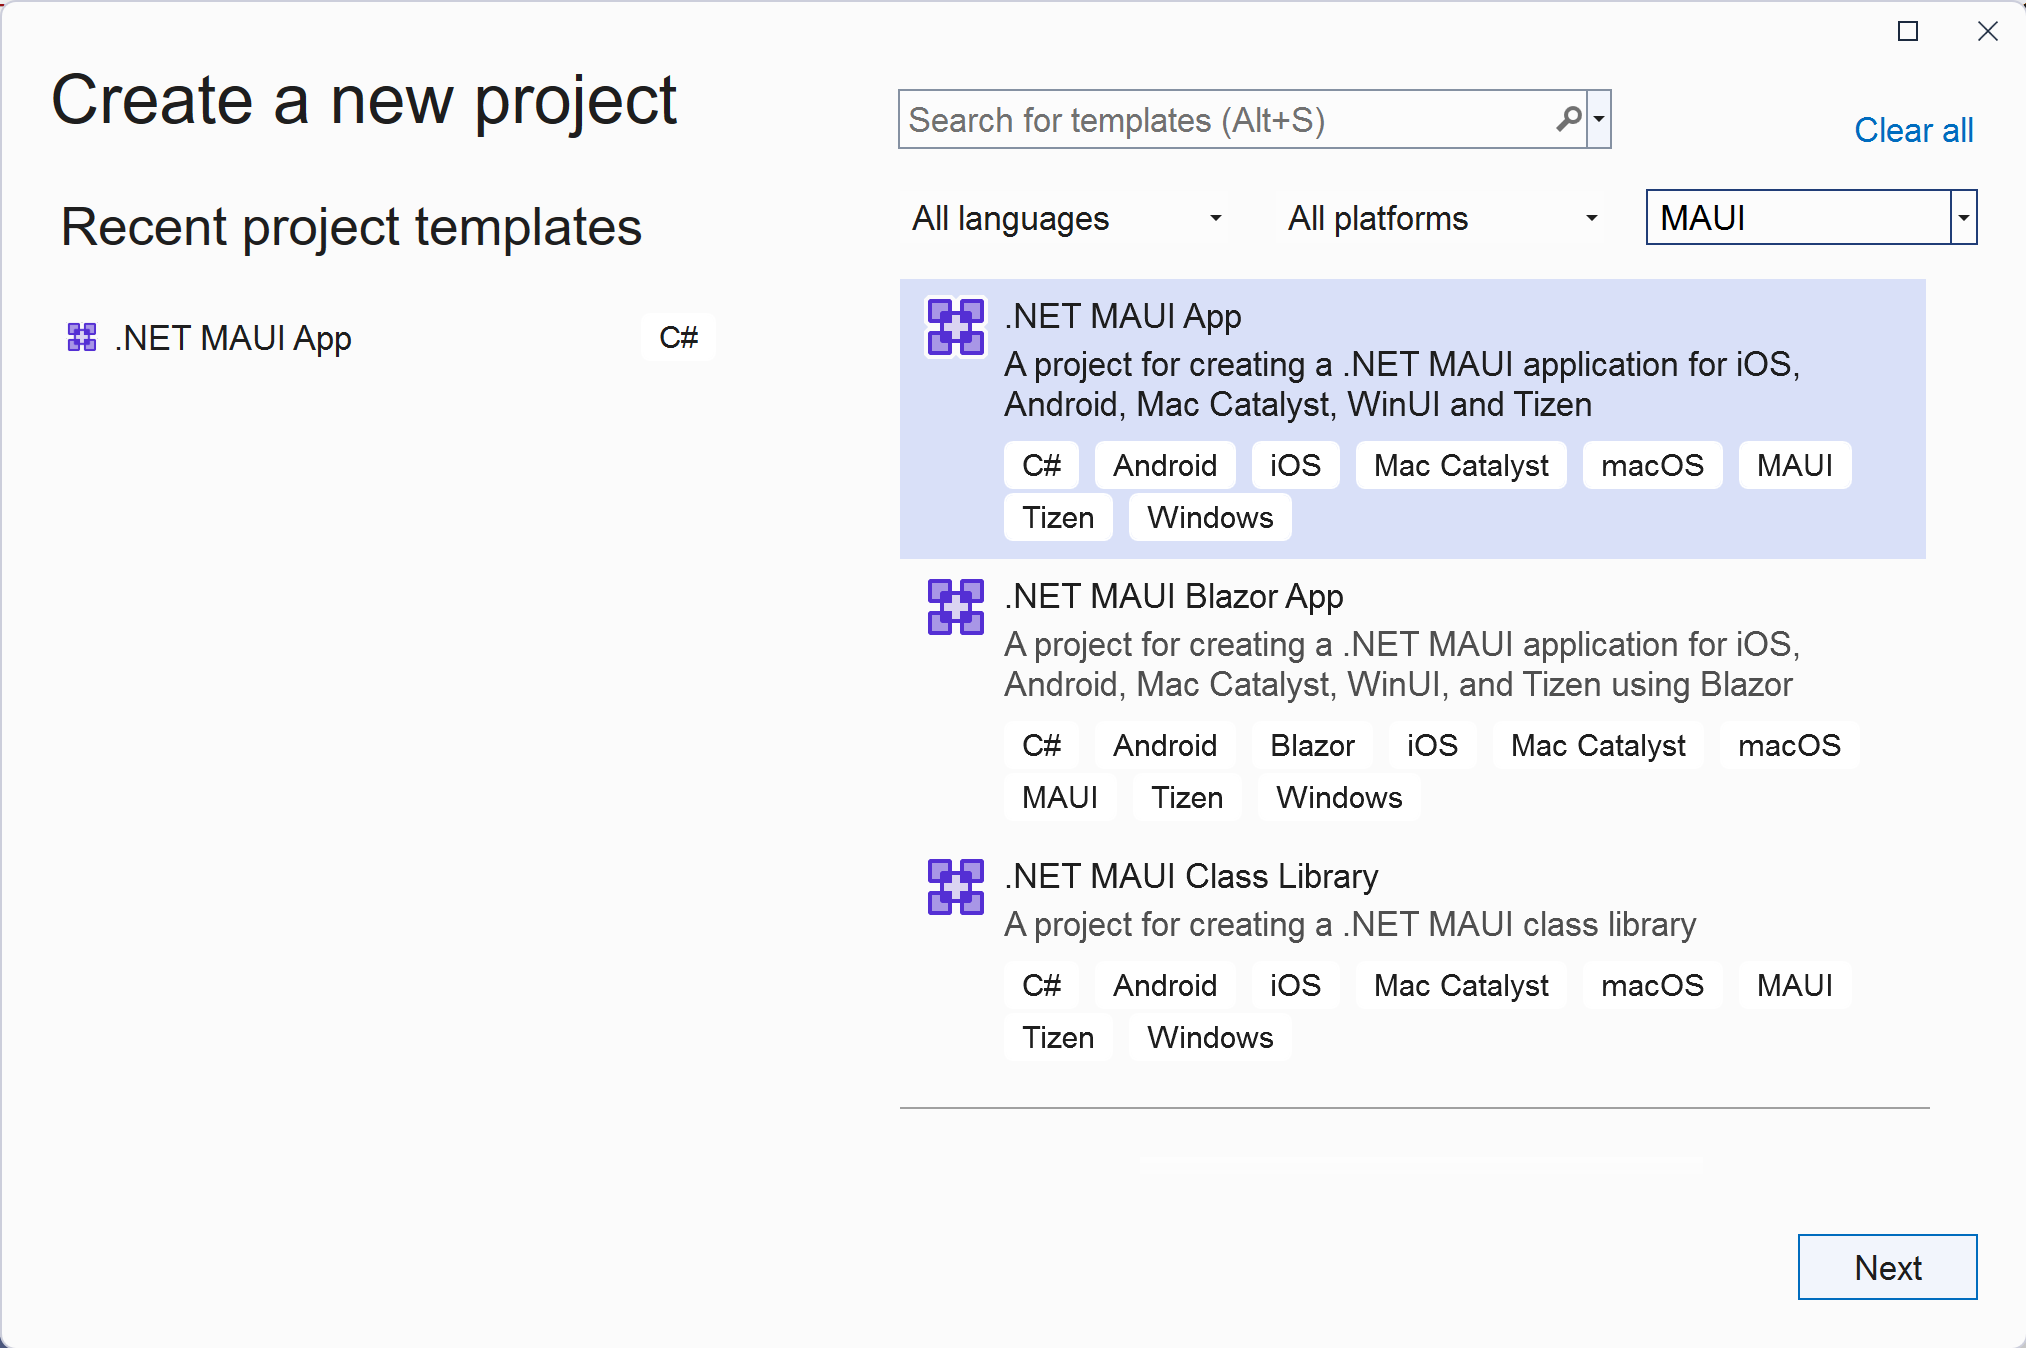 Create a new project
Search for templates (Alt+S)
Clear all
Recent project templates
All languages
All platforms
MAUI
.NET MAUI App
C#
.NET MAUI App
A project for creating a .NET MAUI application for iOS,
Android, Mac Catalyst, WinUI and Tizen
C# Android iOS Mac Catalyst macOS MAUI
Tizen Windows
.NET MAUI Blazor App
A project for creating a .NET MAUI application for iOS,
Android, Mac Catalyst, WinUI, and Tizen using Blazor
C# Android Blazor iOS Mac Catalyst macOS
MAUI Tizen Windows
.NET MAUI Class Library
A project for creating a .NET MAUI class library
C# Android iOS Mac Catalyst macOS MAUI
Tizen Windows
Next